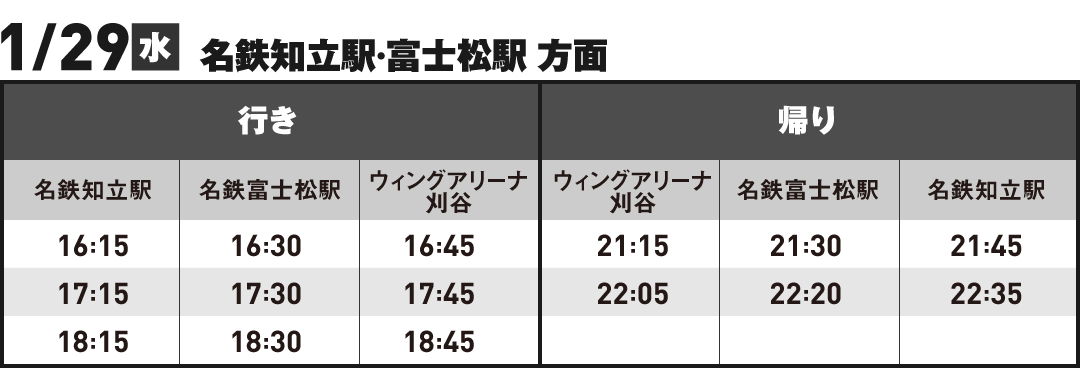 1/29 水 名鉄知立駅・富士松駅 方面
行き 帰り
名鉄知立駅 名鉄富士松駅 ウィングアリーナ刈谷 ウィングアリーナ刈谷 名鉄富士松駅 名鉄知立駅
16:15 16:30 16:45 21:15 21:30 21:45
17:15 17:30 17:45 22:05 22:20 22:35
18:15 18:30 18:45